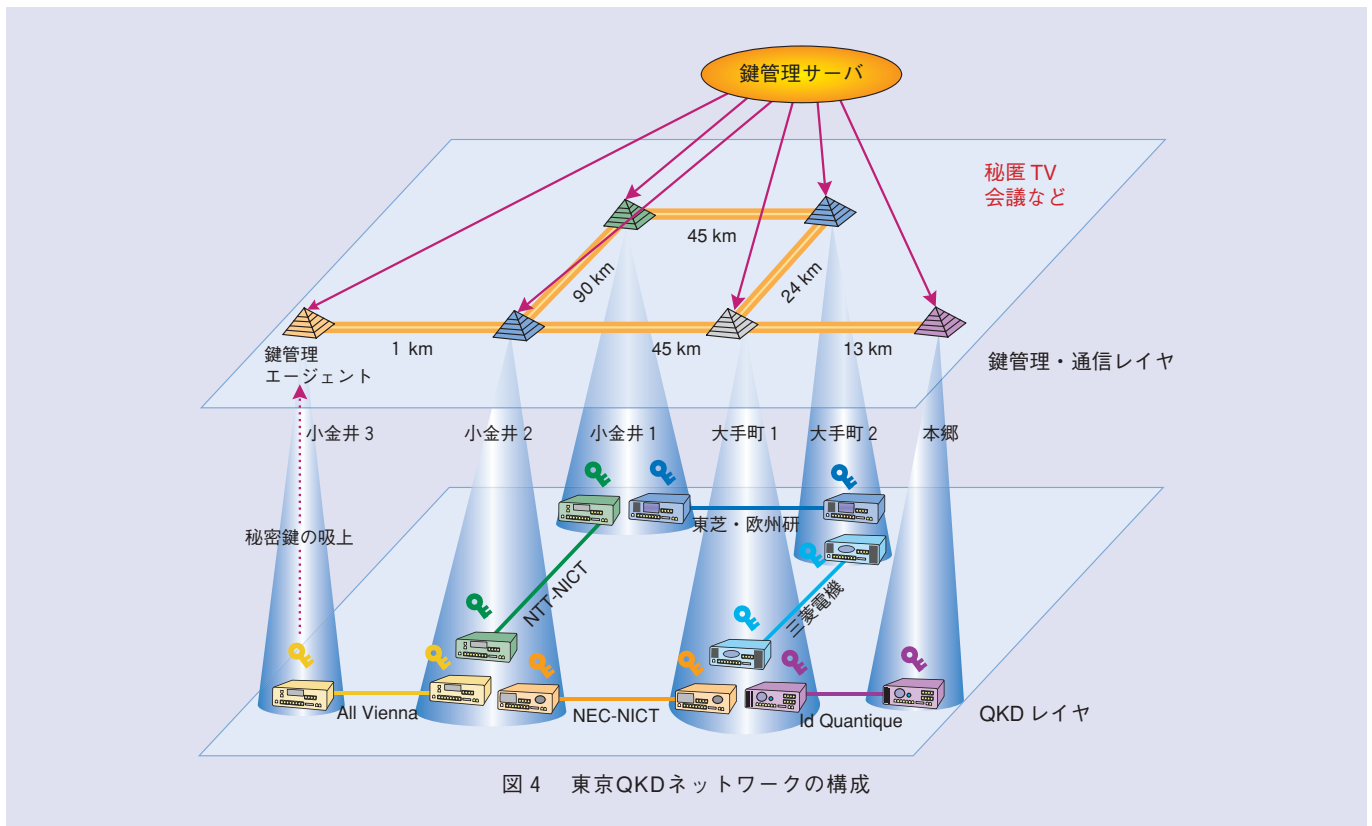 鍵管理サーバ
秘匿 TV
会議など
45 km
90 km
24 km
1 km
45 km
13 km
鍵管理
エージェント
鍵管理・通信レイヤ
小金井 3
小金井 2
小金井 1
大手町 1
大手町 2
本郷
秘密鍵の吸上
東芝・欧州研
NTT-NICT
三菱電機
All Vienna
NEC-NICT
Id Quantique
QKD レイヤ
図 4 東京QKDネットワークの構成